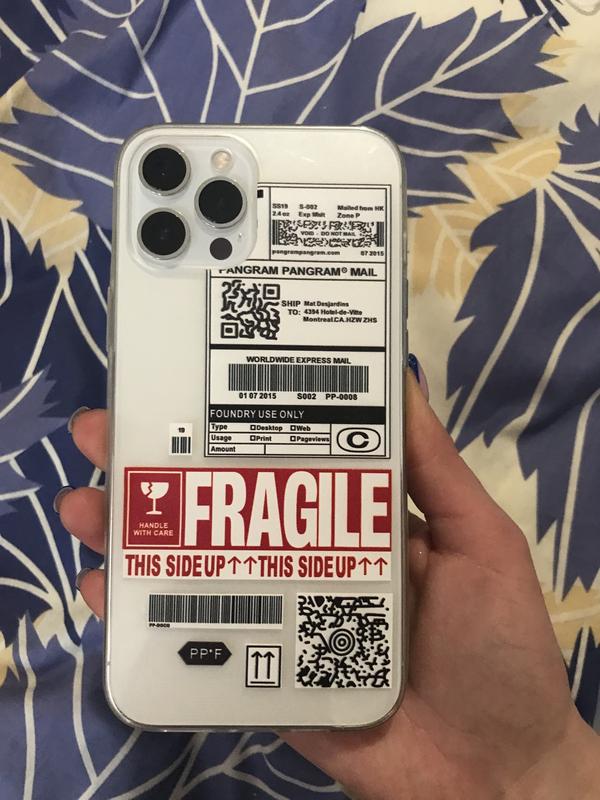 SS19 S-002 Mailed from HK
2.4 oz Exp Midt Zone P
VOID - DO NOT MAIL
pangrampangram.com 07 2015
PANGRAM PANGRAM® MAIL
SHIP TO: Mat Desjardins
4394 Hotel-de-Vitte
Montreal.CA.HZW ZHS
WORLDWIDE EXPRESS MAIL
01 07 2015 S002 PP-0008
FOUNDRY USE ONLY
Type Desktop Web
Usage Print Pageviews
Amount
C
19
HANDLE
WITH CARE
FRAGILE
THIS SIDE UP↑↑THIS SIDE UP↑↑
PP-0008
PP*F